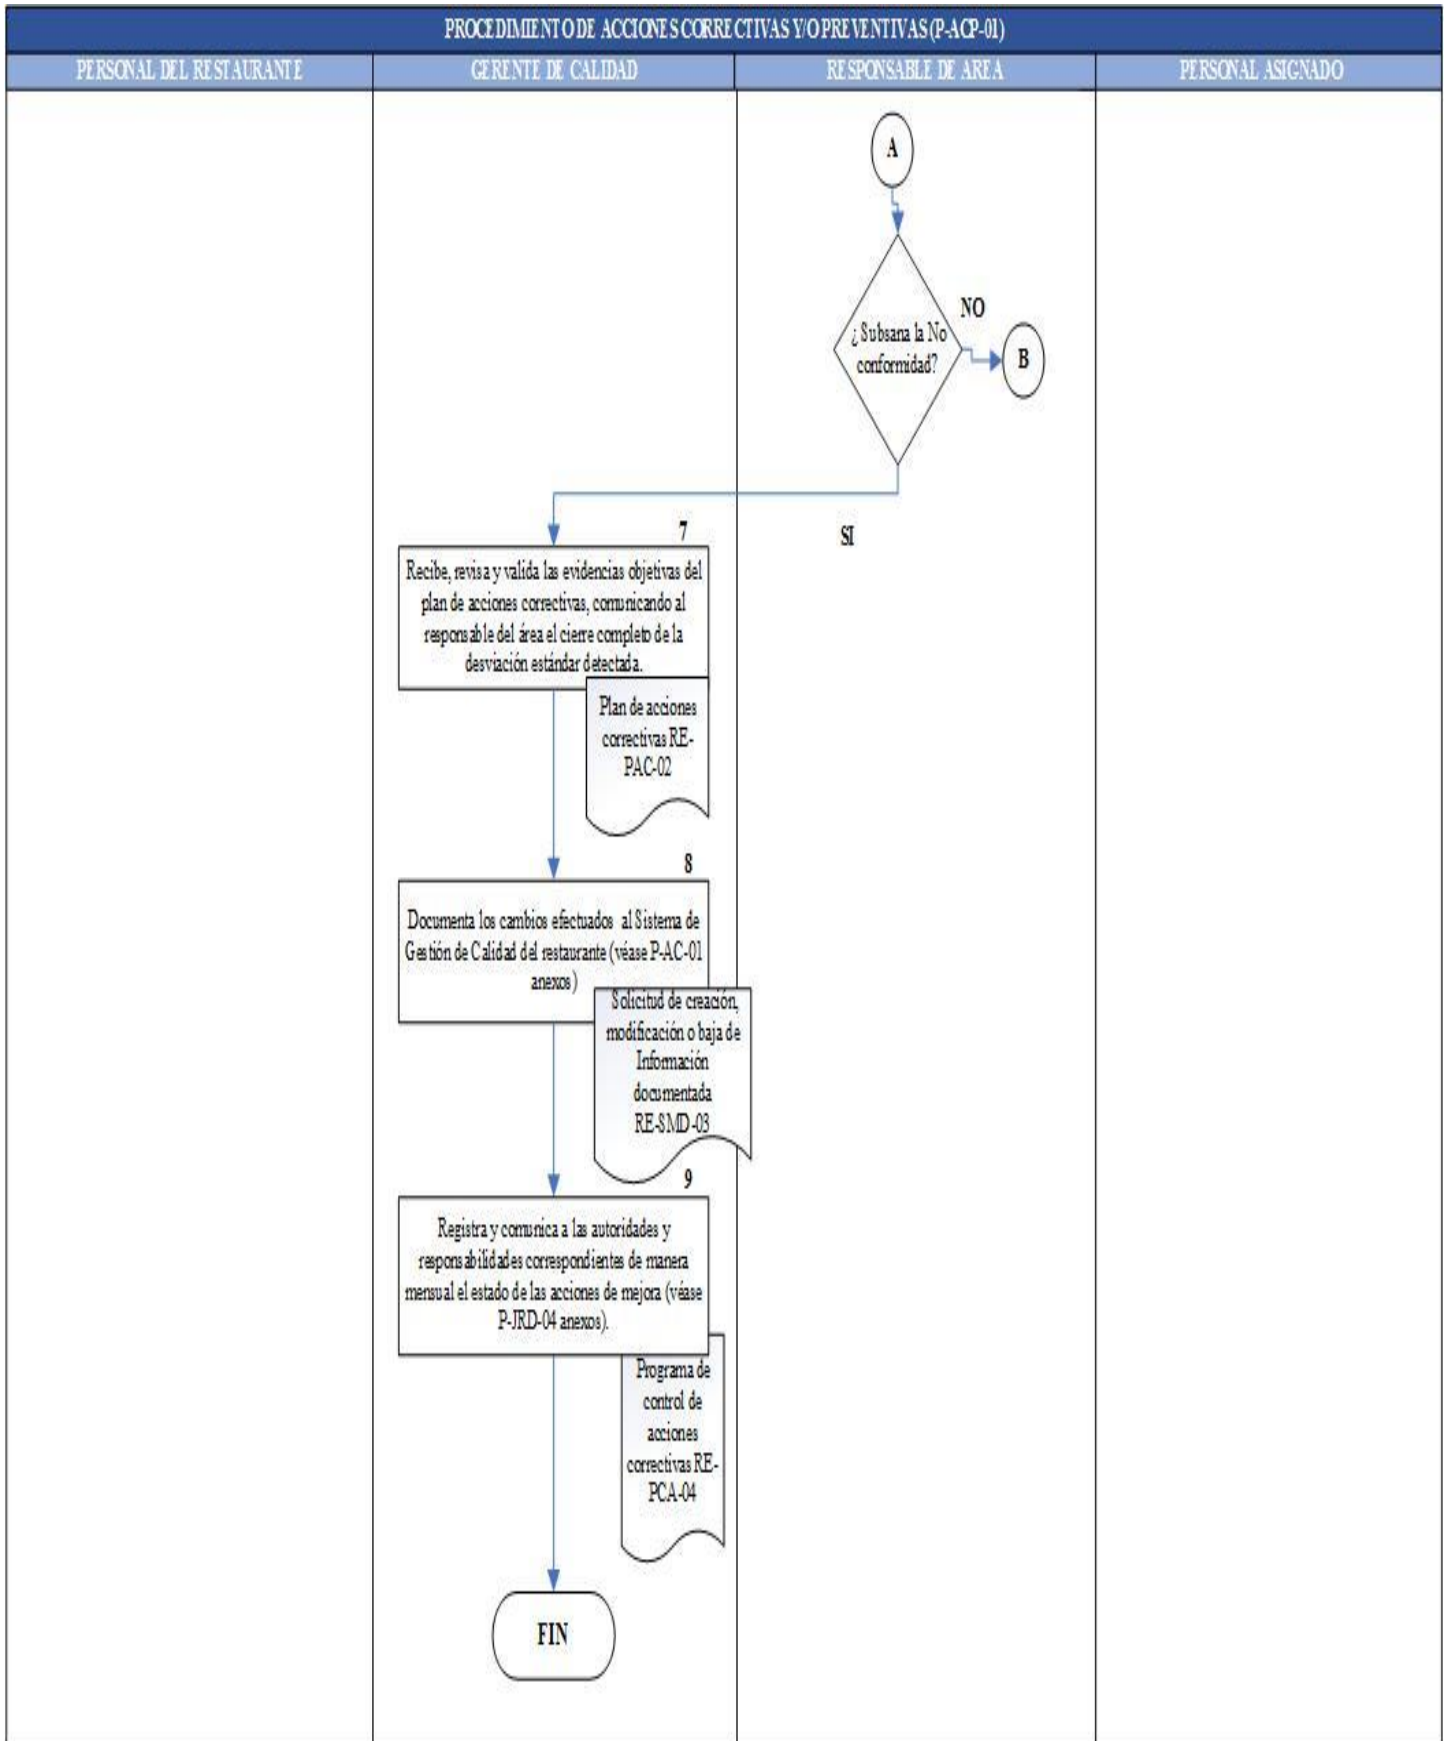 PROCEDIMIENTO DE ACCIONES CORRECTIVAS Y/O PREVENTIVAS (P-ACP-01)
PERSONAL DEL RESTAURANTE
GERENTE DE CALIDAD
RESPONSABLE DE AREA
PERSONAL ASIGNADO
A
¿ Subsana la No
conformidad?
NO
B
SI
7
Recibe, revisa y valida las evidencias objetivas del
plan de acciones correctivas, comunicando al
responsable del área el cierre completo de la
desviación estándar detectada.
Plan de acciones
correctivas RE-
PAC-02
8
Documenta los cambios efectuados al Sistema de
Gestión de Calidad del restaurante (véase P-AC-01
anexos)
Solicitud de creación,
modificación o baja de
Información
documentada
RE-SMD-03
9
Registra y comunica a las autoridades y
responsabilidades correspondientes de manera
mensual el estado de las acciones de mejora (véase
P-JRD-04 anexos).
Programa de
control de
acciones
correctivas RE-
PCA-04
FIN